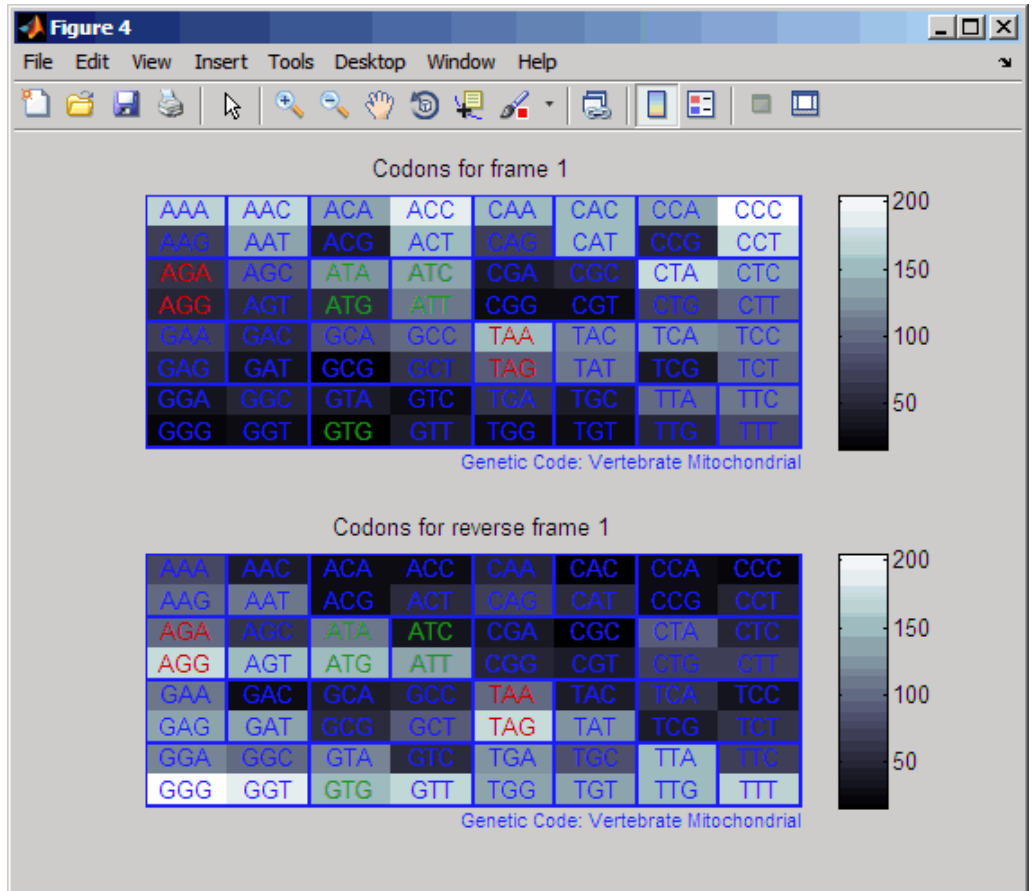 Figure 4
File Edit View Insert Tools Desktop Window Help
Codons for frame 1
AAA AAC ACA ACC CAA CAC CCA CCC
AAG AAT ACG ACT CAG CAT CCG CCT
AGA AGC ATA ATC CGA CGC CTA CTC
AGG AGT ATG ATT CGG CGT CTG CTT
GAA GAC GCA GCC TAA TAC TCA TCC
GAG GAT GCG GCT TAG TAT TCG TCT
GGA GGC GTA GTC TGA TGC TTA TTC
GGG GGT GTG GTT TGG TGT TTG TTT
200
150
100
50
Genetic Code: Vertebrate Mitochondrial
Codons for reverse frame 1
AAA AAC ACA ACC CAA CAC CCA CCC
AAG AAT ACG ACT CAG CAT CCG CCT
AGA AGC ATA ATC CGA CGC CTA CTC
AGG AGT ATG ATT CGG CGT CTG CTT
GAA GAC GCA GCC TAA TAC TCA TCC
GAG GAT GCG GCT TAG TAT TCG TCT
GGA GGC GTA GTC TGA TGC TTA TTC
GGG GGT GTG GTT TGG TGT TTG TTT
200
150
100
50
Genetic Code: Vertebrate Mitochondrial